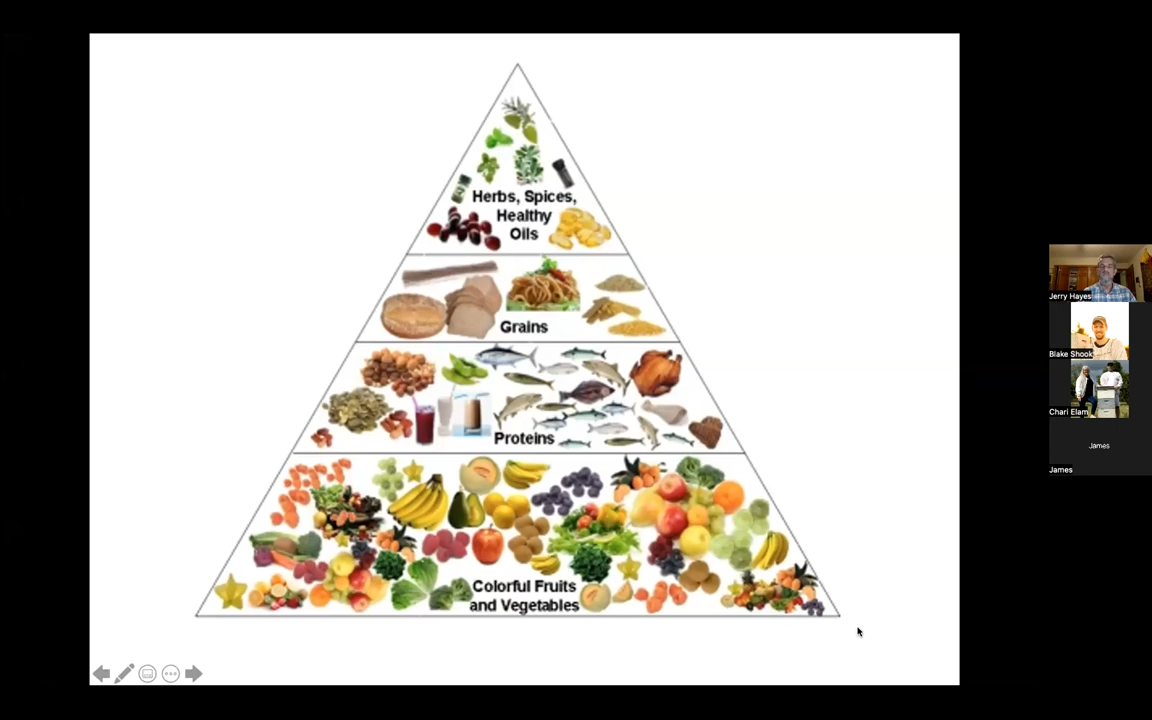 Herbs, Spices,
Healthy
Oils
Grains
Proteins
Colorful Fruits
and Vegetables
Jerry Hayes
Blake Shook
Chari Elam
James
James